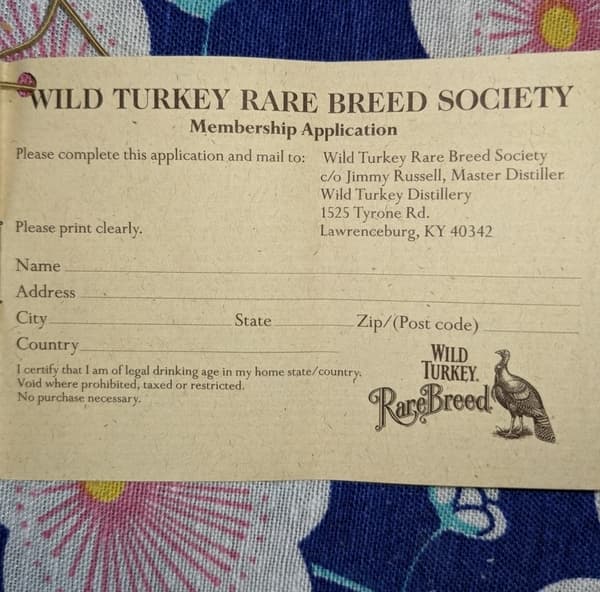 WILD TURKEY RARE BREED SOCIETY
Membership Application
Please complete this application and mail to: Wild Turkey Rare Breed Society
c/o Jimmy Russell, Master Distiller
Wild Turkey Distillery
1525 Tyrone Rd.
Please print clearly. Lawrenceburg, KY 40342
Name
Address
City State Zip/(Post code)
Country
I certify that I am of legal drinking age in my home state/country.
Void where prohibited, taxed or restricted.
No purchase necessary.
WILD
TURKEY.
RareBreed